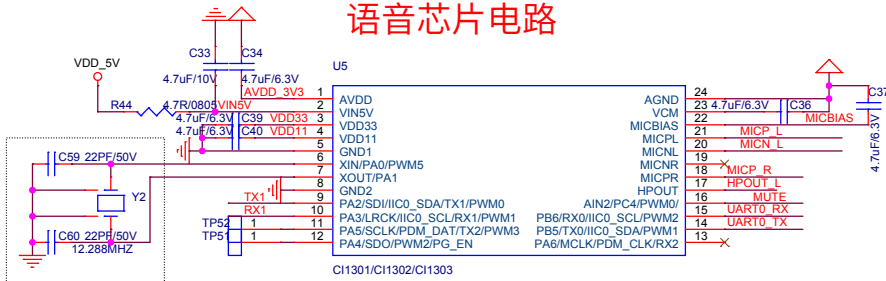 语音芯片电路
C33
C34
U5
VDD_5V
4.7uF/10V
4.7uF/6.3V
AVDD_3V3
R44
4.7R/0805
VIN5V
4.7uF/6.3V
C39
VDD33
4.7uF/6.3V
C40
VDD11
1 AVDD
2 VIN5V
3 VDD33
4 VDD11
5 GND1
6 XIN/PA0/PWM5
7 XOUT/PA1
8 GND2
9 PA2/SDI/IIC0_SDA/TX1/PWM0
10 PA3/LRCK/IIC0_SCL/RX1/PWM1
11 PA5/SCLK/PDM_DAT/TX2/PWM3
12 PA4/SDO/PWM2/PG_EN
AGND 24
VCM 23
MICBIAS 22
MICPL 21
MICNL 20
MICNR 19
MICPR 18
HPOUT 17
AIN2/PC4/PWM0/ 16
PB6/RX0/IIC0_SCL/PWM2 15
PB5/TX0/IIC0_SDA/PWM1 14
PA6/MCLK/PDM_CLK/RX2 13
4.7uF/6.3V
C36
C37
4.7uF/6.3V
MICBIAS
MICP_L
MICN_L
MICP_R
HPOUT_L
MUTE
UART0_RX
UART0_TX
C59 22PF/50V
Y2
C60 22PF/50V
12.288MHZ
TX1
RX1
TP52 1
TP51 1
CI1301/CI1302/CI1303